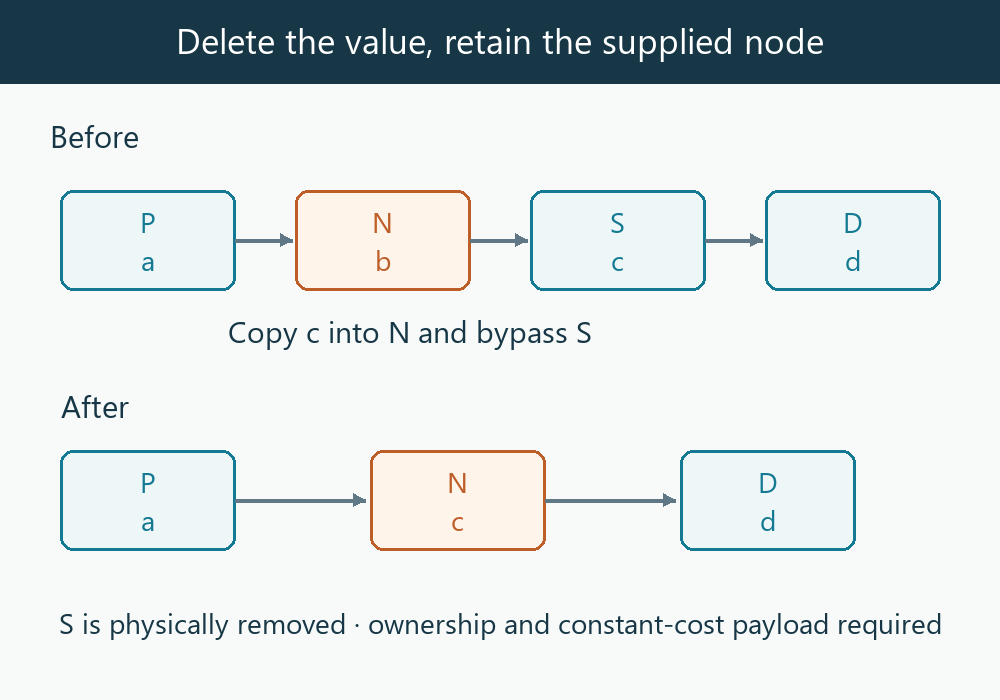 Delete the value, retain the supplied node
Before
P
a
N
b
S
c
D
d
Copy c into N and bypass S
After
P
a
N
c
D
d
S is physically removed · ownership and constant-cost payload required